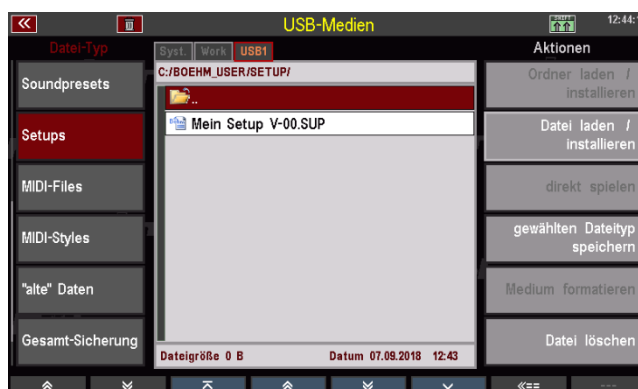 USB-Medien
12:44:
Datei-Typ
Syst. Work USB1
Aktionen
C:/BOEHM_USER/SETUP/
..
Mein Setup V-00.SUP
Soundpresets
Setups
MIDI-Files
MIDI-Styles
"alte" Daten
Gesamt-Sicherung
Ordner laden /
installieren
Datei laden /
installieren
direkt spielen
gewählten Dateityp
speichern
Medium formatieren
Datei löschen
Dateigröße 0 B Datum 07.09.2018 12:43